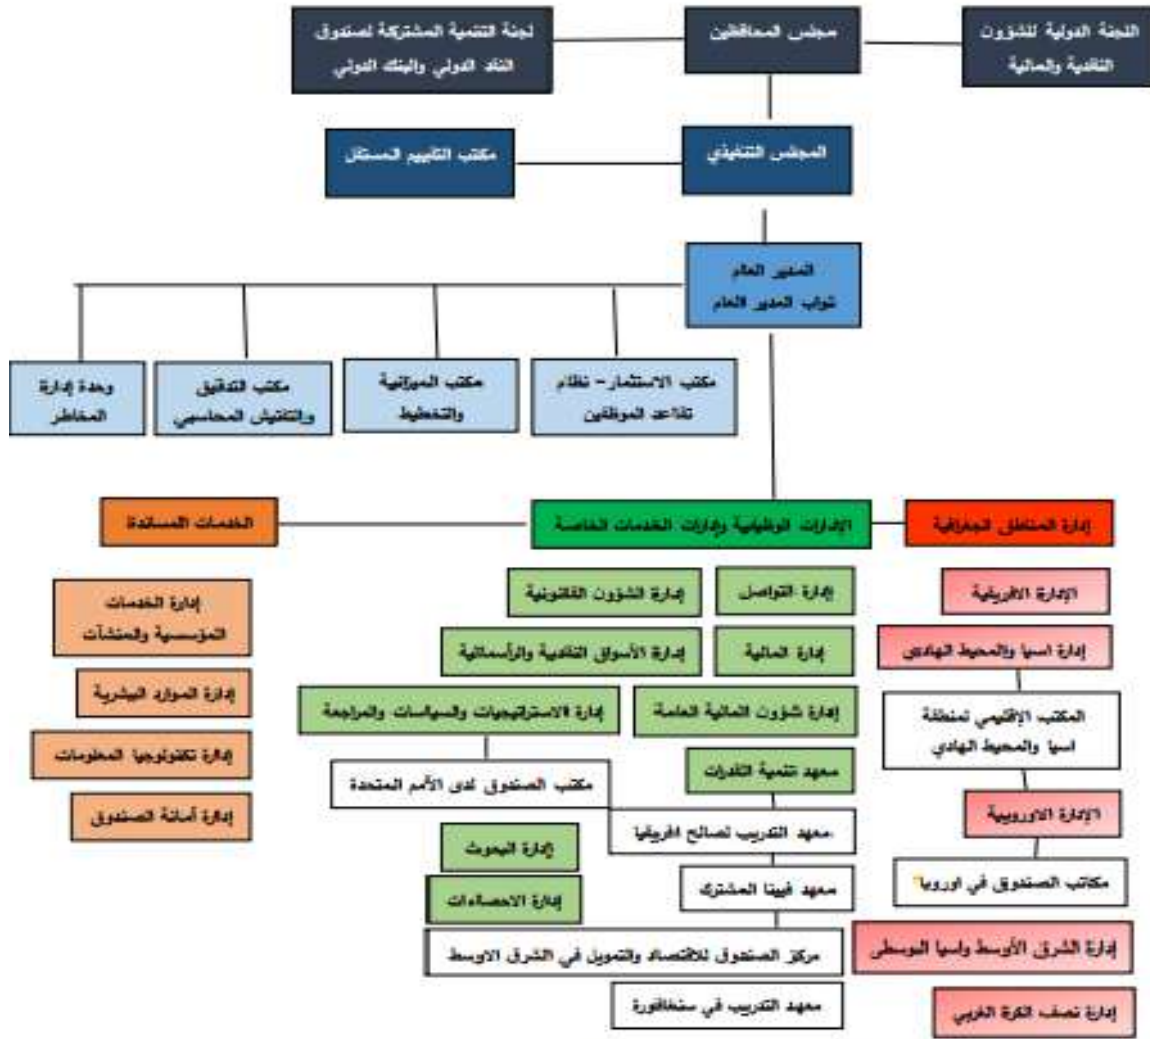 اللجنة الدولية للشؤون
النقدية والمالية
مجلس المحافظين
لجنة التنمية المشتركة لصندوق
النقد الدولي والبنك الدولي
المجلس التنفيذي
مكتب التقييم المستقل
المدير العام
نواب المدير العام
مكتب الاستثمار – نظام
تقاعد الموظفين
مكتب الميزانية
والتخطيط
مكتب التدقيق
والتفتيش المحاسبي
وحدة إدارة
المخاطر
إدارة المناطق الجغرافية
الإدارات الوظيفية وإدارات الخدمات الخاصة
الخدمات المساندة
الإدارة الافريقية
إدارة اسيا والمحيط الهادي
المكتب الإقليمي لمنطقة
اسيا والمحيط الهادي
الإدارة الاوروبية
مكاتب الصندوق في اوروبا
إدارة الشرق الأوسط واسيا الوسطى
إدارة نصف الكرة الغربي
إدارة التواصل
إدارة المالية
إدارة شؤون المالية العامة
معهد تنمية القدرات
معهد التدريب لصالح افريقيا
معهد فيينا المشترك
مركز الصندوق للاقتصاد والتمويل في الشرق الاوسط
معهد التدريب في سنغافورة
إدارة الشؤون القانونية
إدارة الأسواق النقدية والرأسمالية
إدارة الاستراتيجيات والسياسات والمراجعة
مكتب الصندوق لدى الأمم المتحدة
إدارة البحوث
إدارة الاحصاءات
إدارة الخدمات
المؤسسية والمنشآت
إدارة الموارد البشرية
إدارة تكنولوجيا المعلومات
إدارة أمانة الصندوق